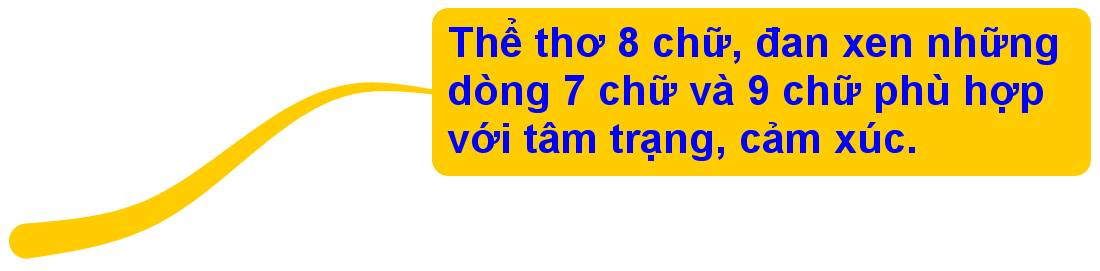 Thể thơ 8 chữ, đan xen những
dòng 7 chữ và 9 chữ phù hợp
với tâm trạng, cảm xúc.